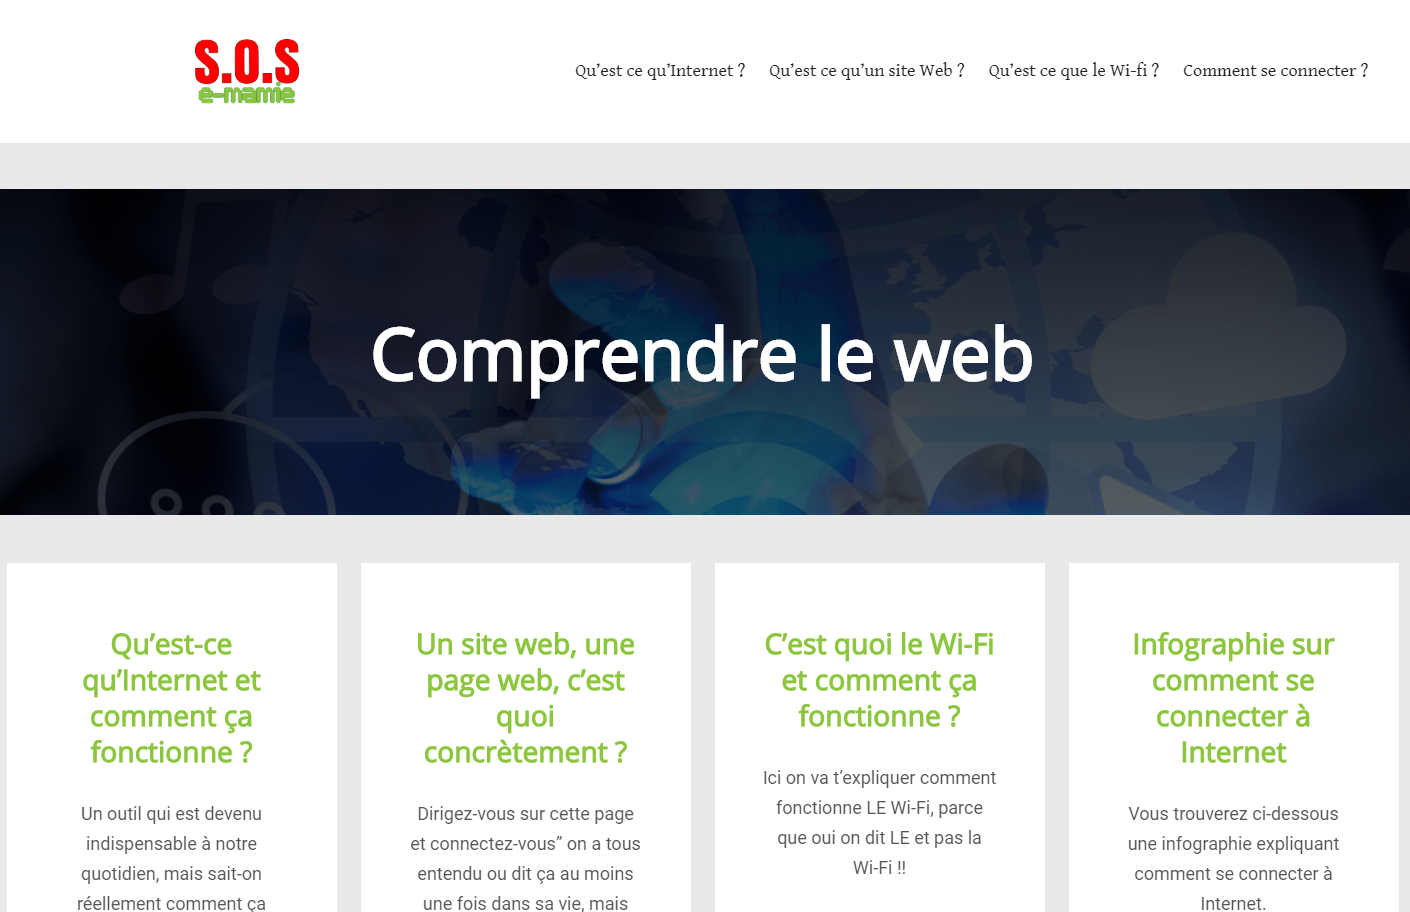 S.O.S
e-mamie
Qu’est ce qu’Internet ? Qu’est ce qu’un site Web ? Qu’est ce que le Wi-fi ? Comment se connecter ?
Comprendre le web
Qu’est-ce
qu’Internet et
comment ça
fonctionne ?
Un outil qui est devenu
indispensable à notre
quotidien, mais sait-on
réellement comment ça
Un site web, une
page web, c’est
quoi
concrètement ?
Dirigez-vous sur cette page
et connectez-vous” on a tous
entendu ou dit ça au moins
une fois dans sa vie, mais
C’est quoi le Wi-Fi
et comment ça
fonctionne ?
Ici on va t’expliquer comment
fonctionne LE Wi-Fi, parce
que oui on dit LE et pas la
Wi-Fi !!
Infographie sur
comment se
connecter à
Internet
Vous trouverez ci-dessous
une infographie expliquant
comment se connecter à
Internet.